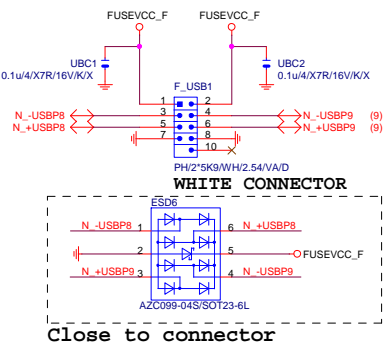 FUSEVCC_F FUSEVCC_F
UBC1 UBC2
0.1u/4/X7R/16V/K/X 0.1u/4/X7R/16V/K/X
F_USB1
1 2
N_-USBP8 3 4 N_-USBP9 (9)
N_+USBP8 5 6 N_+USBP9 (9)
7 8
10
PH/2*5K9/WH/2.54/VA/D
WHITE CONNECTOR
ESD6
N_-USBP8 1 6 N_+USBP8
2 5 FUSEVCC_F
N_+USBP9 3 4 N_-USBP9
AZC099-04S/SOT23-6L
Close to connector